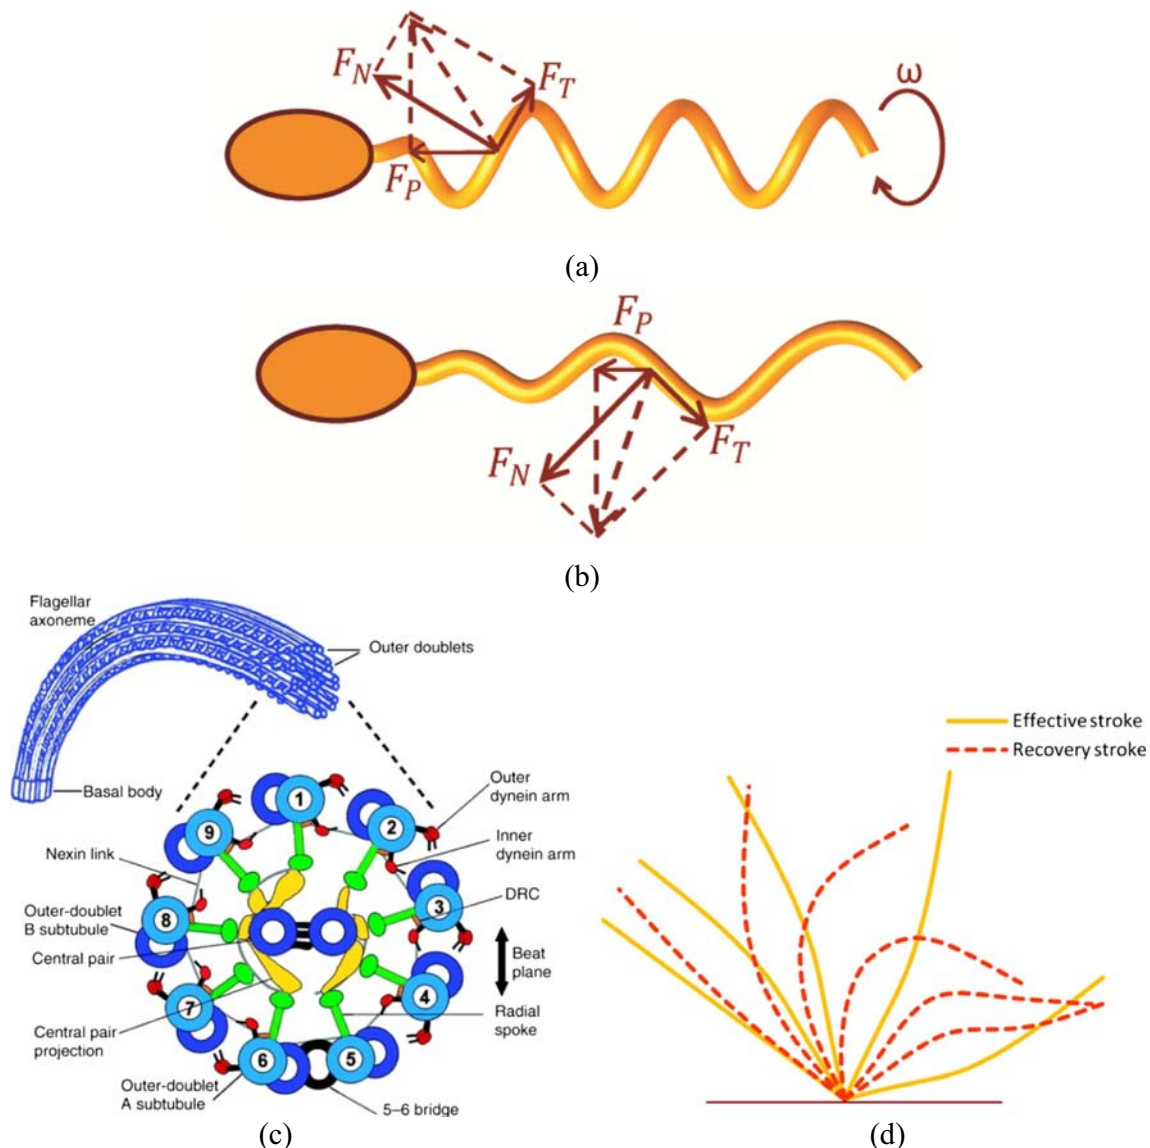 F_N
F_T
ω
F_P
(a)
F_P
F_N
F_T
(b)
Flagellar
axoneme
Outer doublets
Basal body
Outer
dynein arm
Inner
dynein arm
Nexin link
DRC
Outer-doublet
B subtubule
Central pair
Beat
plane
Central pair
projection
Radial
spoke
Outer-doublet
A subtubule
5–6 bridge
1
2
3
4
5
6
7
8
9
(c)
Effective stroke
Recovery stroke
(d)